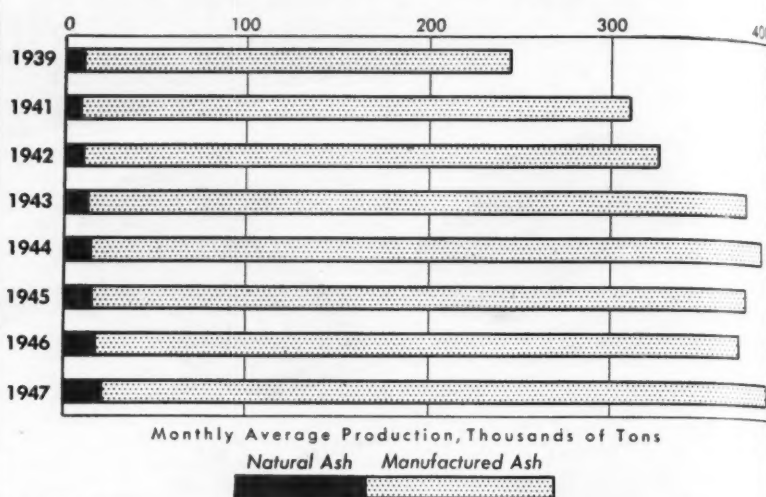 0 100 200 300 400
1939
1941
1942
1943
1944
1945
1946
1947
Monthly Average Production, Thousands of Tons
Natural Ash Manufactured Ash